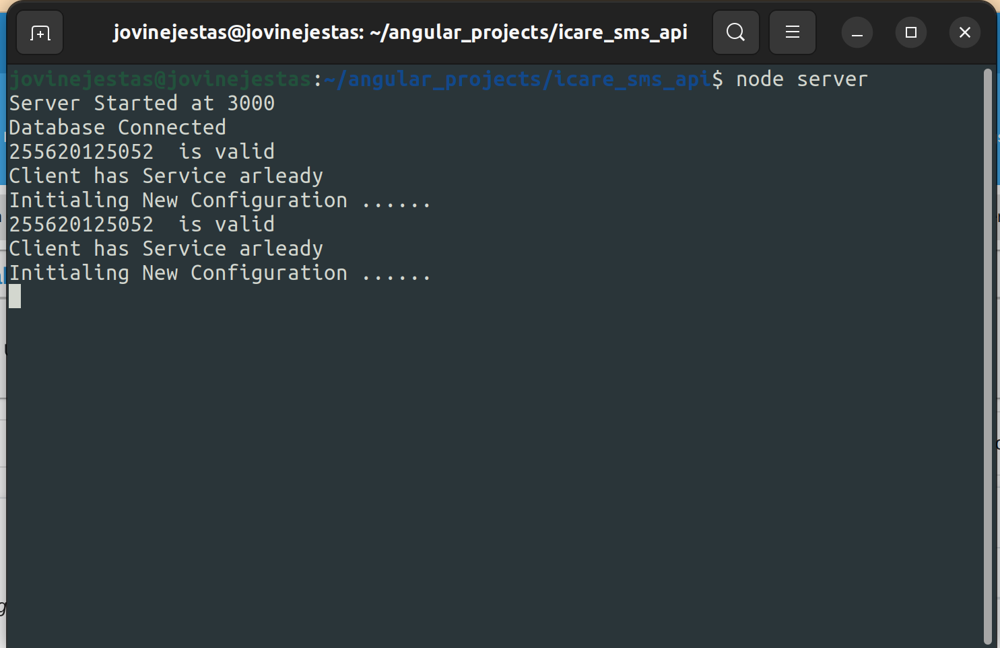 jovinejestas@jovinejestas: ~/angular_projects/icare_sms_api
jovinejestas@jovinejestas:~/angular_projects/icare_sms_api$ node server
Server Started at 3000
Database Connected
255620125052  is valid
Client has Service arleady
Initialing New Configuration ......
255620125052  is valid
Client has Service arleady
Initialing New Configuration ......